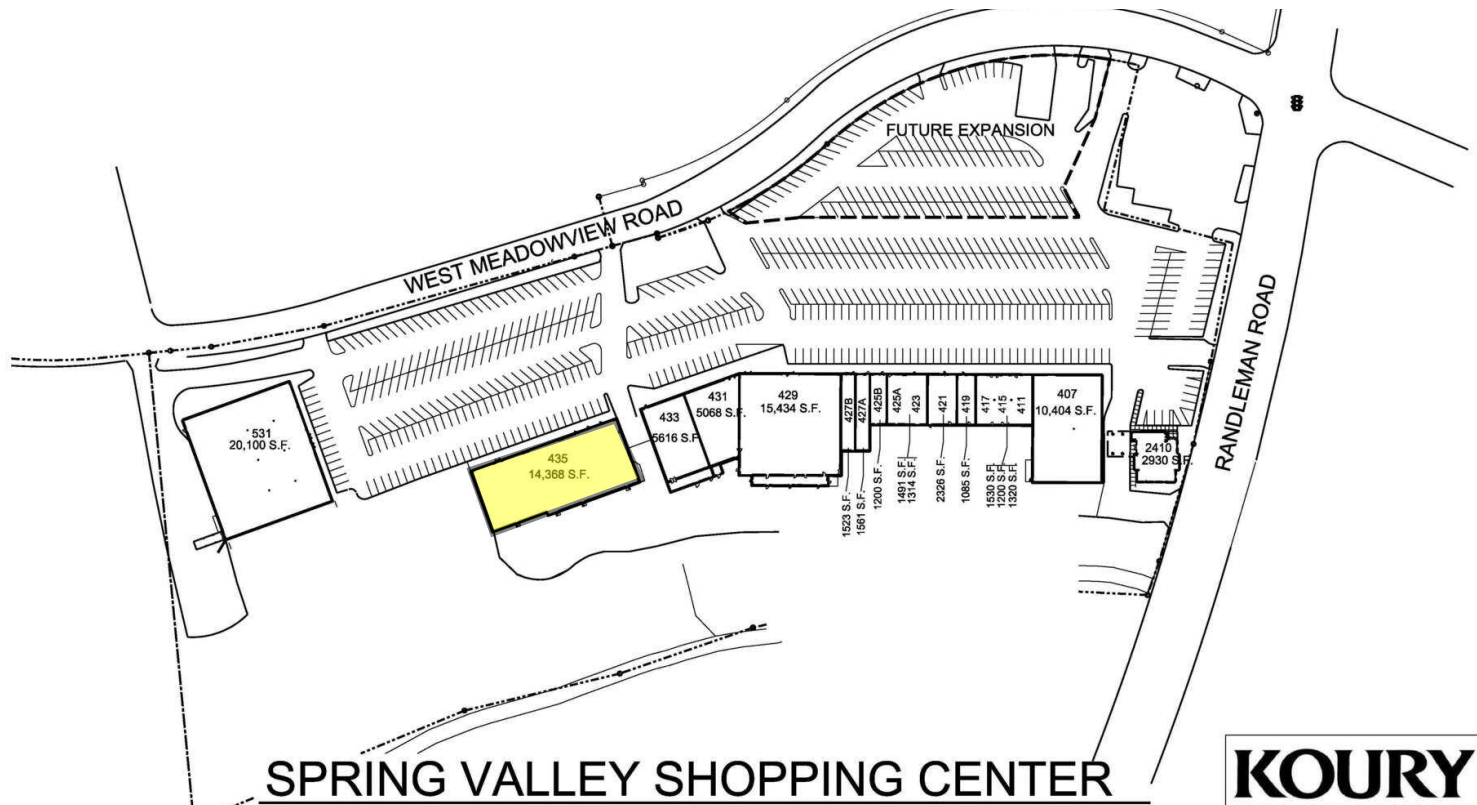 FUTURE EXPANSION
WEST MEADOWVIEW ROAD
RANDLEMAN ROAD
531
20,100 S.F.
435
14,368 S.F.
433
5616 S.F.
431
5068 S.F.
429
15,434 S.F.
427B
427A
425B
425A
423
421
419
417
415
411
407
10,404 S.F.
2410
2930 S.F.
1523 S.F.
1561 S.F.
1200 S.F.
1491 S.F.
1314 S.F.
2326 S.F.
1085 S.F.
1530 S.F.
1200 S.F.
1320 S.F.
SPRING VALLEY SHOPPING CENTER
KOURY